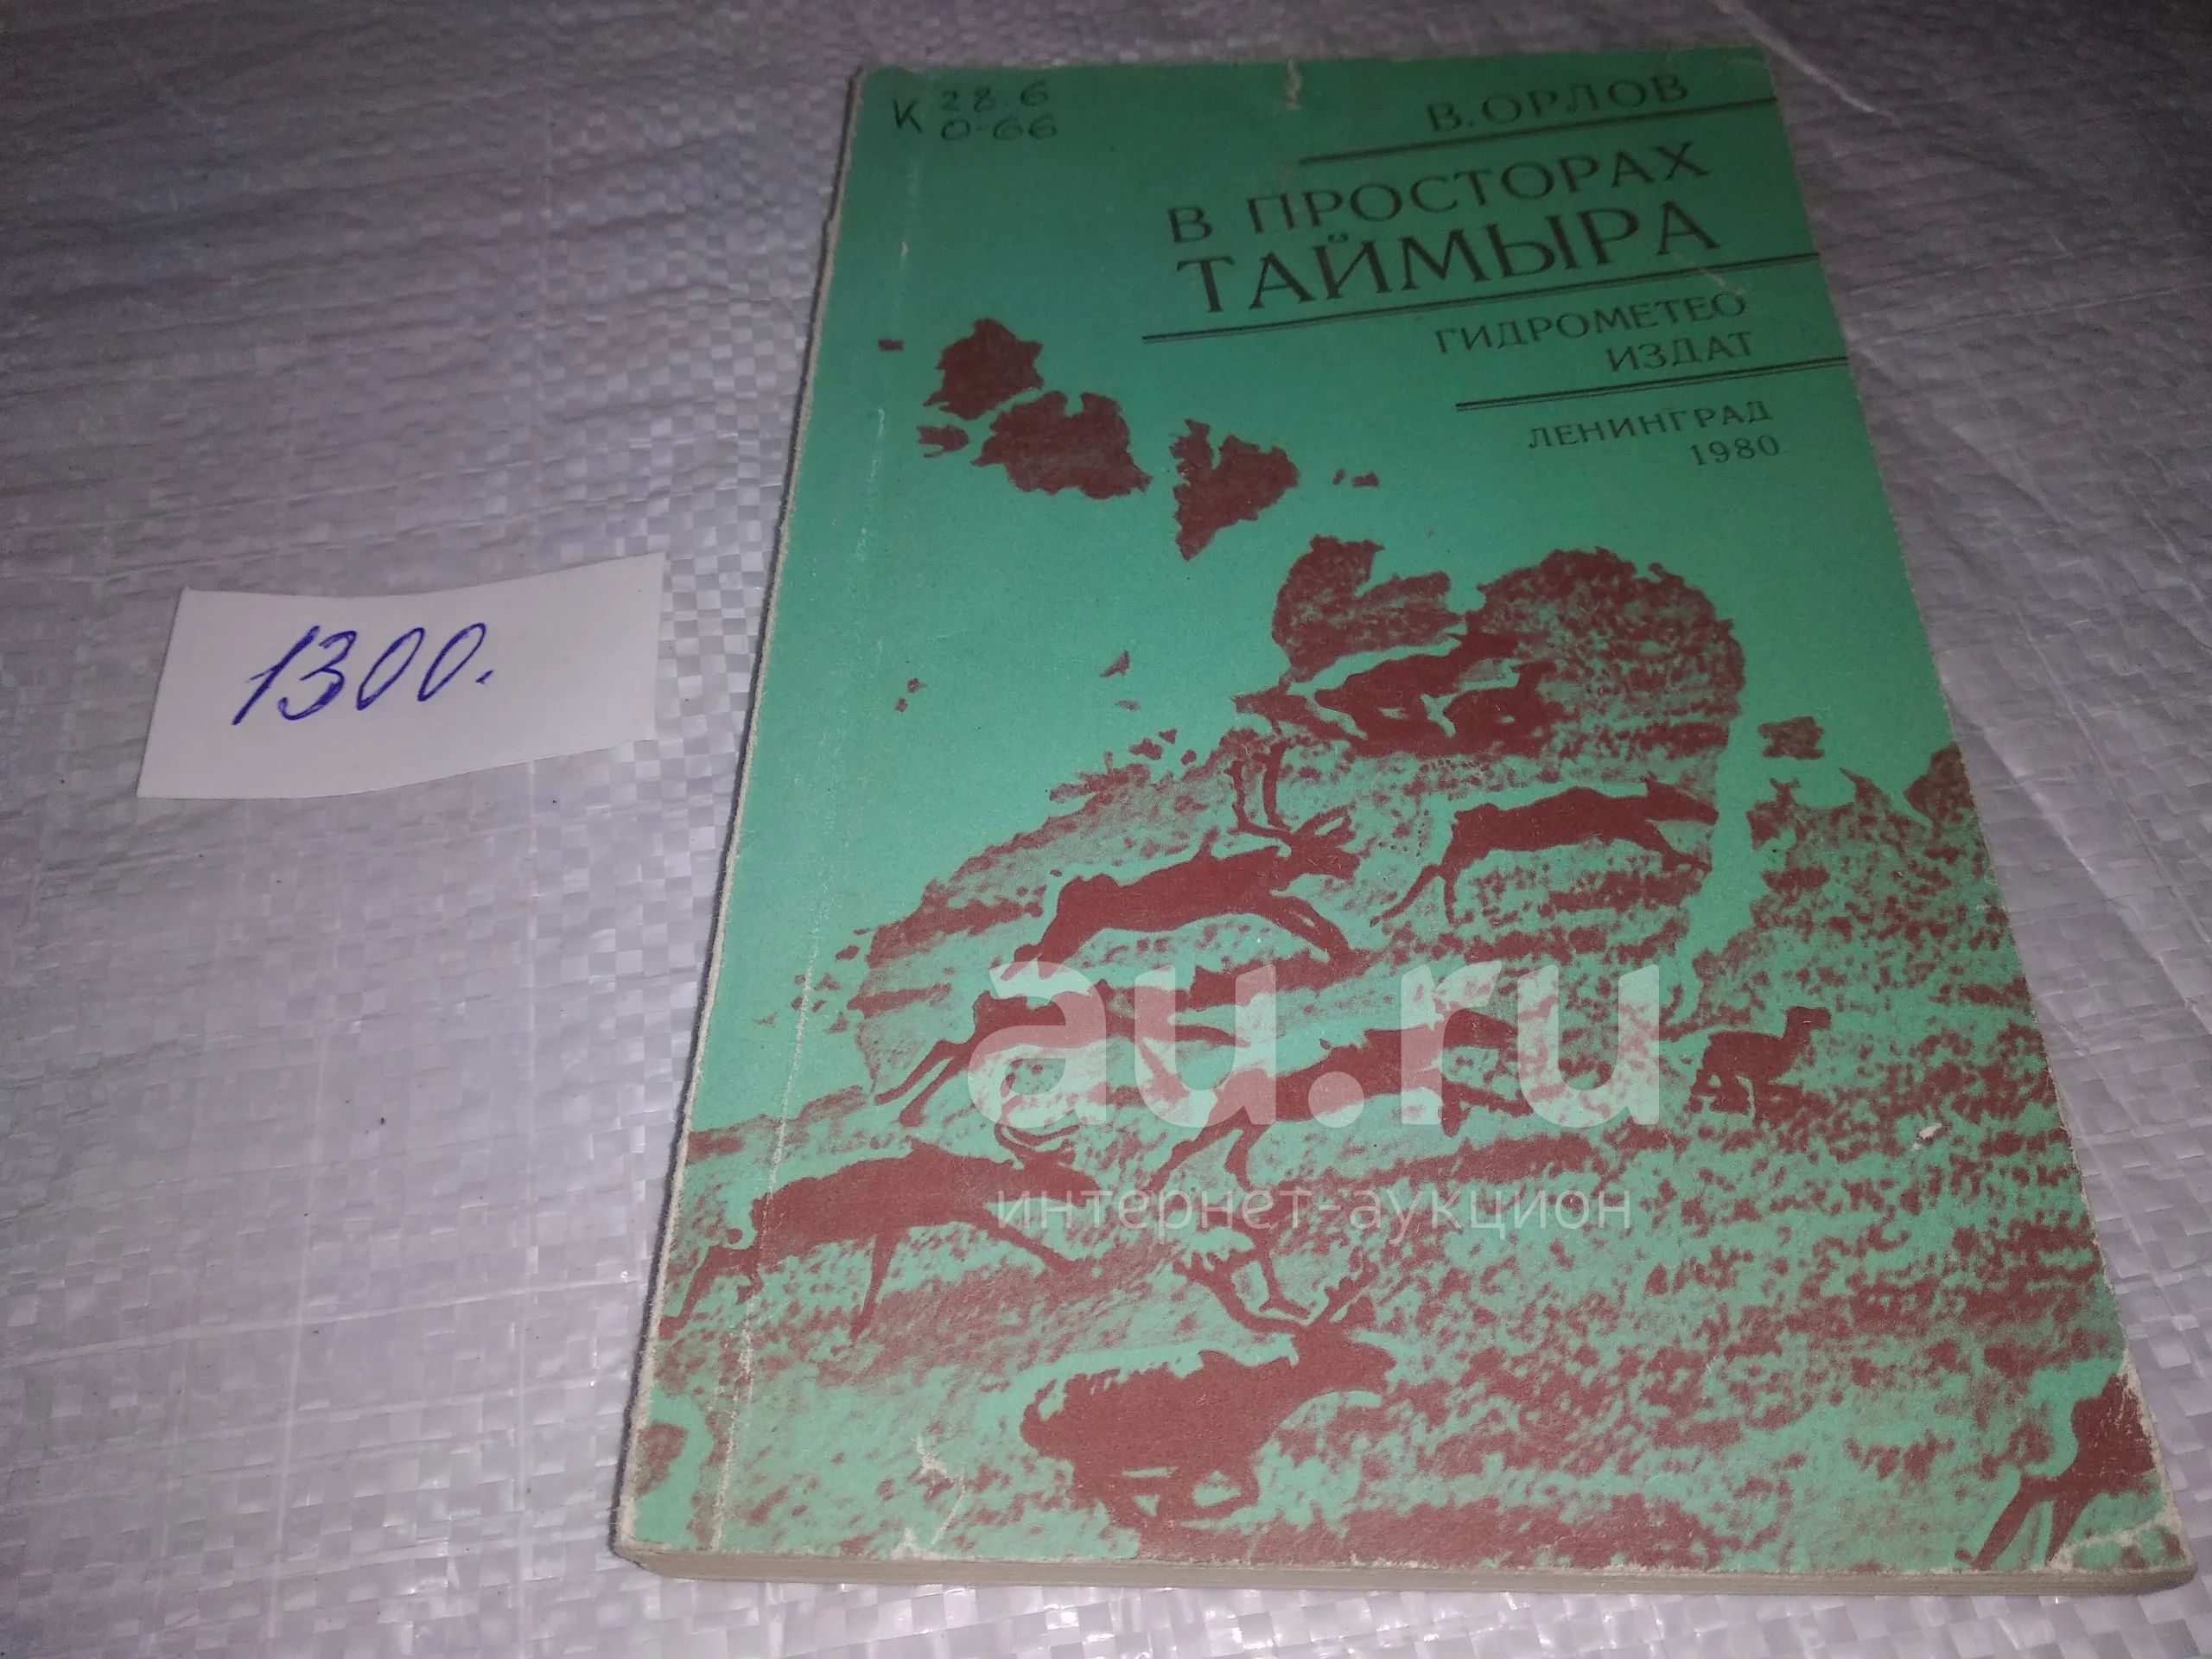 К 28.6
О-66
В. ОРЛОВ
В ПРОСТОРАХ
ТАЙМЫРА
ГИДРОМЕТЕО
ИЗДАТ
ЛЕНИНГРАД
1980
1300.
au.ru
интернет-аукцион